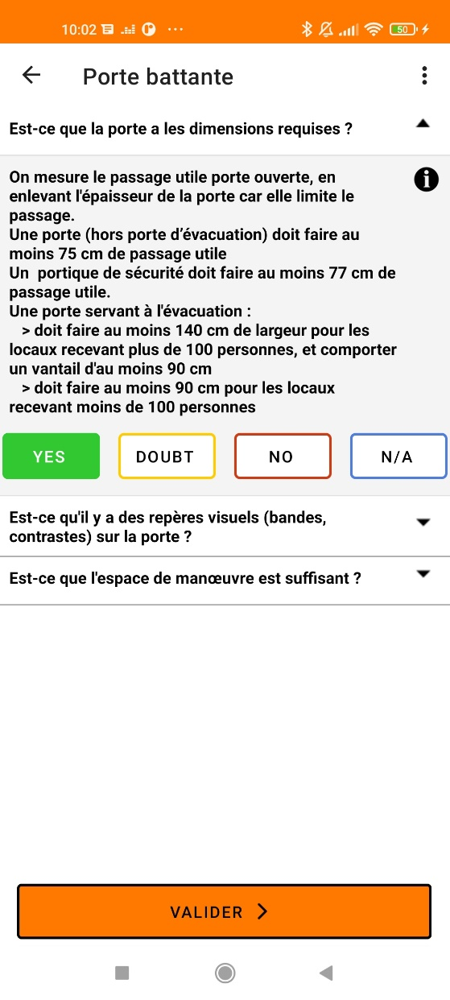 10:02
50
Porte battante
Est-ce que la porte a les dimensions requises ?
On mesure le passage utile porte ouverte, en
enlevant l'épaisseur de la porte car elle limite le
passage.
Une porte (hors porte d’évacuation) doit faire au
moins 75 cm de passage utile
Un  portique de sécurité doit faire au moins 77 cm de
passage utile.
Une porte servant à l'évacuation :
> doit faire au moins 140 cm de largeur pour les
locaux recevant plus de 100 personnes, et comporter
un vantail d'au moins 90 cm
> doit faire au moins 90 cm pour les locaux
recevant moins de 100 personnes
YES
DOUBT
NO
N/A
Est-ce qu'il y a des repères visuels (bandes,
contrastes) sur la porte ?
Est-ce que l'espace de manœuvre est suffisant ?
VALIDER